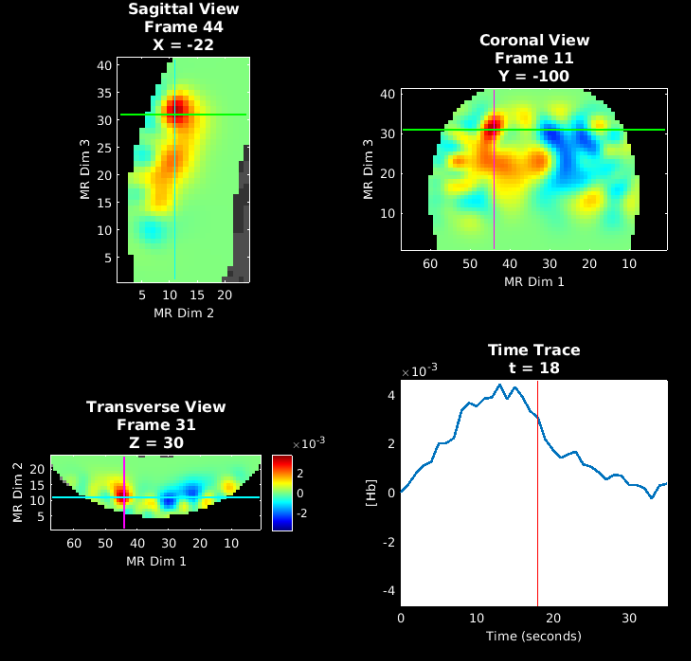 Sagittal View
Frame 44
X = -22
40
35
30
25
20
15
10
5
MR Dim 3
5 10 15 20
MR Dim 2
Coronal View
Frame 11
Y = -100
40
30
20
10
MR Dim 3
60 50 40 30 20 10
MR Dim 1
Transverse View
Frame 31
Z = 30
20
15
10
5
MR Dim 2
60 50 40 30 20 10
MR Dim 1
×10⁻³
2
0
-2
Time Trace
t = 18
×10⁻³
4
2
0
-2
-4
[Hb]
0 10 20 30
Time (seconds)